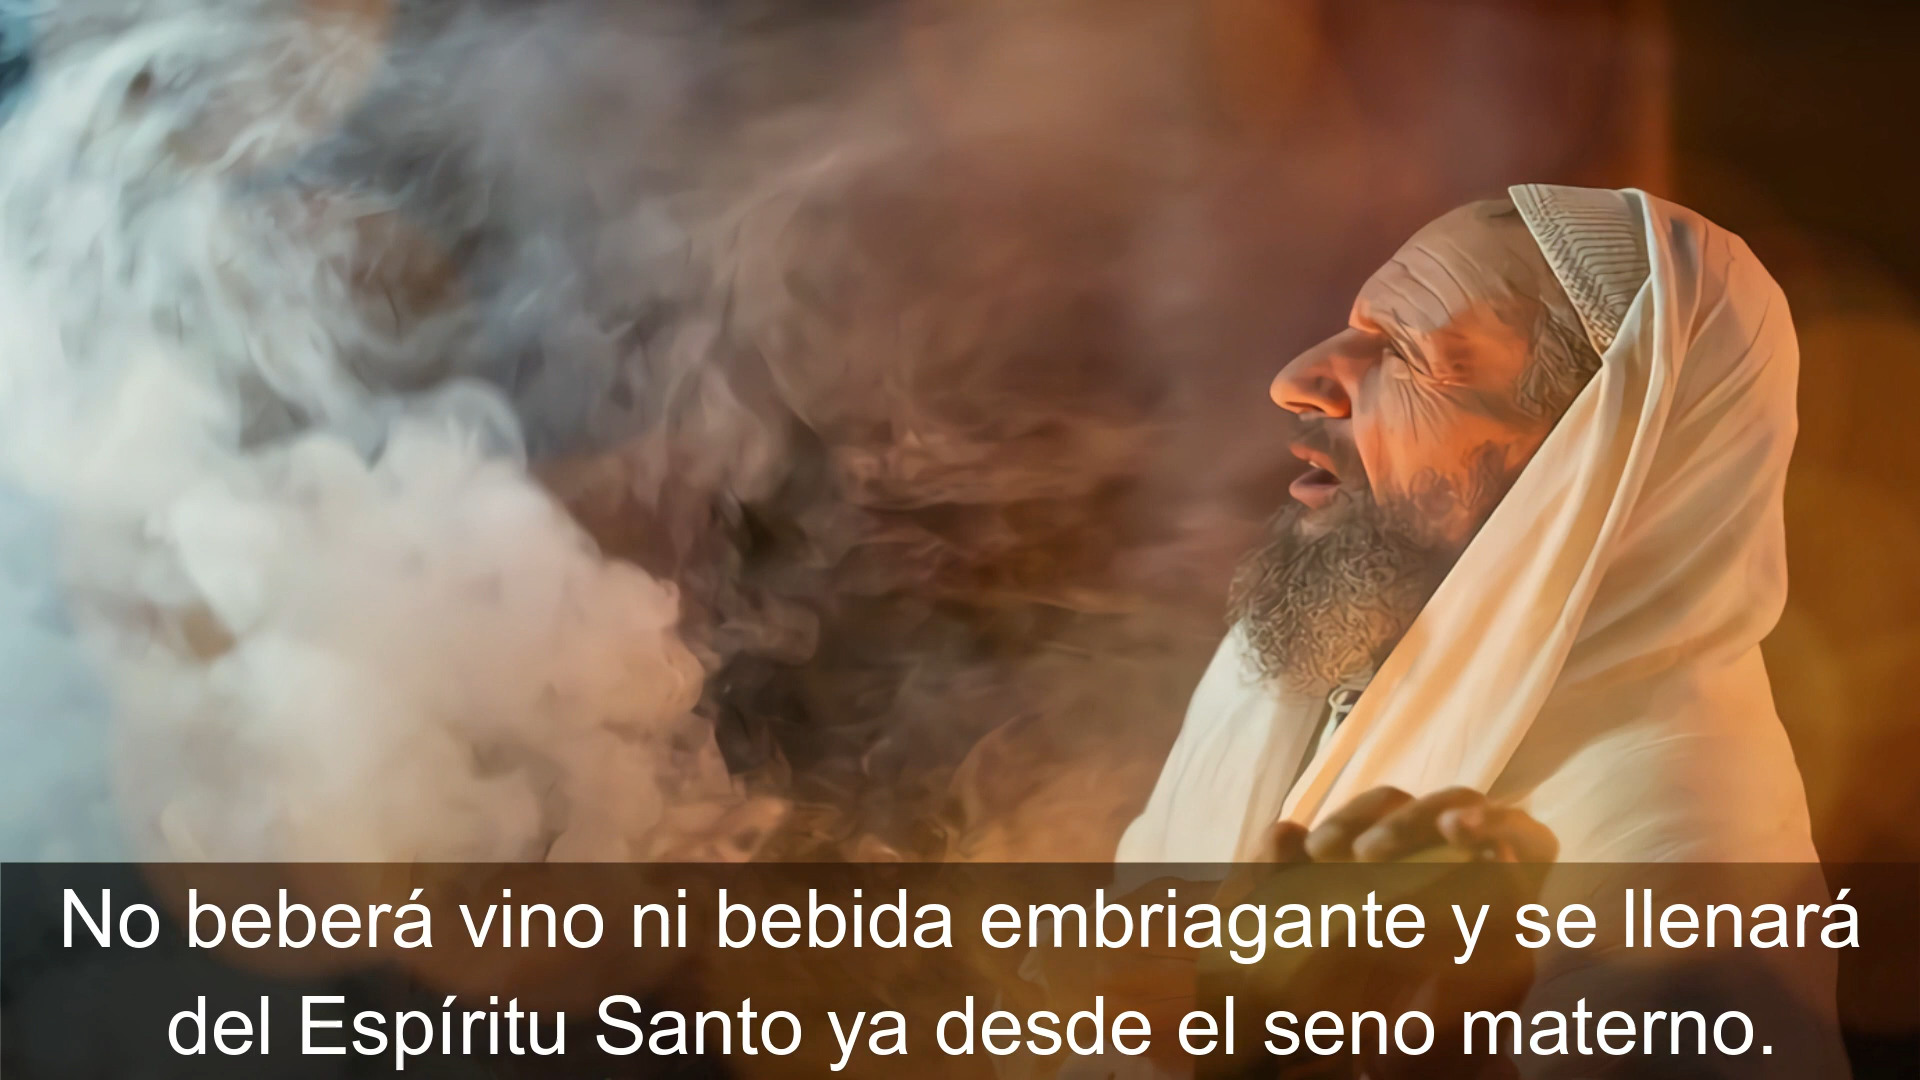 No beberá vino ni bebida embriagante y se llenará
del Espíritu Santo ya desde el seno materno.